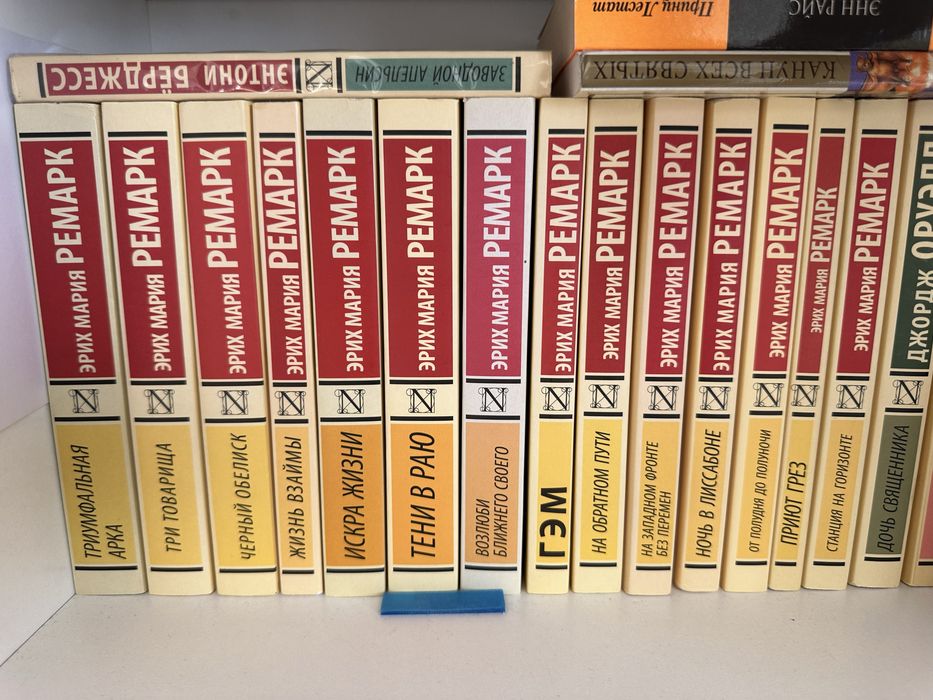 Принц Лестат
ЭНН РАЙС
КАНУН ВСЕХ СВЯТЫХ
ЭНТОНИ БЁРДЖЕСС
ЗАВОДНОЙ АПЕЛЬСИН
ЭРИХ МАРИЯ РЕМАРК
ТРИУМФАЛЬНАЯ
АРКА
ЭРИХ МАРИЯ РЕМАРК
ТРИ ТОВАРИЩА
ЭРИХ МАРИЯ РЕМАРК
ЧЕРНЫЙ ОБЕЛИСК
ЭРИХ МАРИЯ РЕМАРК
ЖИЗНЬ ВЗАЙМЫ
ЭРИХ МАРИЯ РЕМАРК
ИСКРА ЖИЗНИ
ЭРИХ МАРИЯ РЕМАРК
ТЕНИ В РАЮ
ЭРИХ МАРИЯ РЕМАРК
ВОЗЛЮБИ
БЛИЖНЕГО СВОЕГО
ЭРИХ МАРИЯ РЕМАРК
ГЭМ
ЭРИХ МАРИЯ РЕМАРК
НА ОБРАТНОМ ПУТИ
ЭРИХ МАРИЯ РЕМАРК
НА ЗАПАДНОМ ФРОНТЕ
БЕЗ ПЕРЕМЕН
ЭРИХ МАРИЯ РЕМАРК
НОЧЬ В ЛИССАБОНЕ
ЭРИХ МАРИЯ РЕМАРК
ОТ ПОЛУДНЯ ДО ПОЛУНОЧИ
ЭРИХ МАРИЯ РЕМАРК
ПРИЮТ ГРЕЗ
ЭРИХ МАРИЯ РЕМАРК
СТАНЦИЯ НА ГОРИЗОНТЕ
ДЖОРДЖ ОРУЭЛЛ
ДОЧЬ СВЯЩЕННИКА